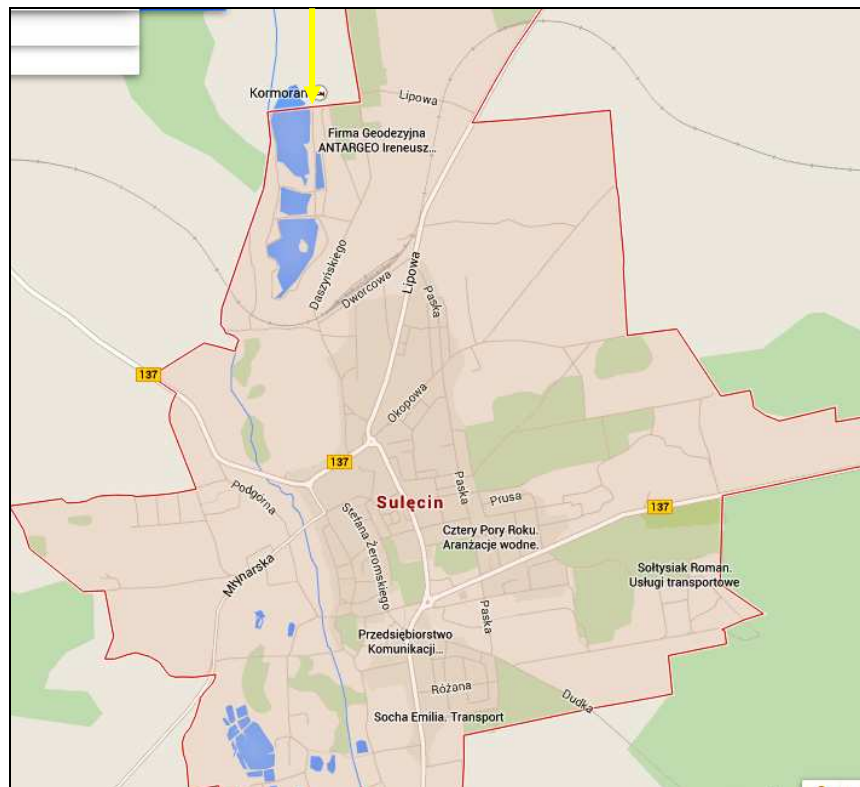 Kormoran
Lipowa
Firma Geodezyjna
ANTARGEO Ireneusz...
Daszyńskiego
Dworcowa
Lipowa
Paska
137
Okopowa
137
Podgórna
Sulęcin
Paska
Prusa
137
Stefana Żeromskiego
Cztery Pory Roku.
Aranżacje wodne.
Młynarska
Sołtysiak Roman.
Usługi transportowe
Paska
Przedsiębiorstwo
Komunikacji...
Różana
Dudka
Socha Emilia. Transport